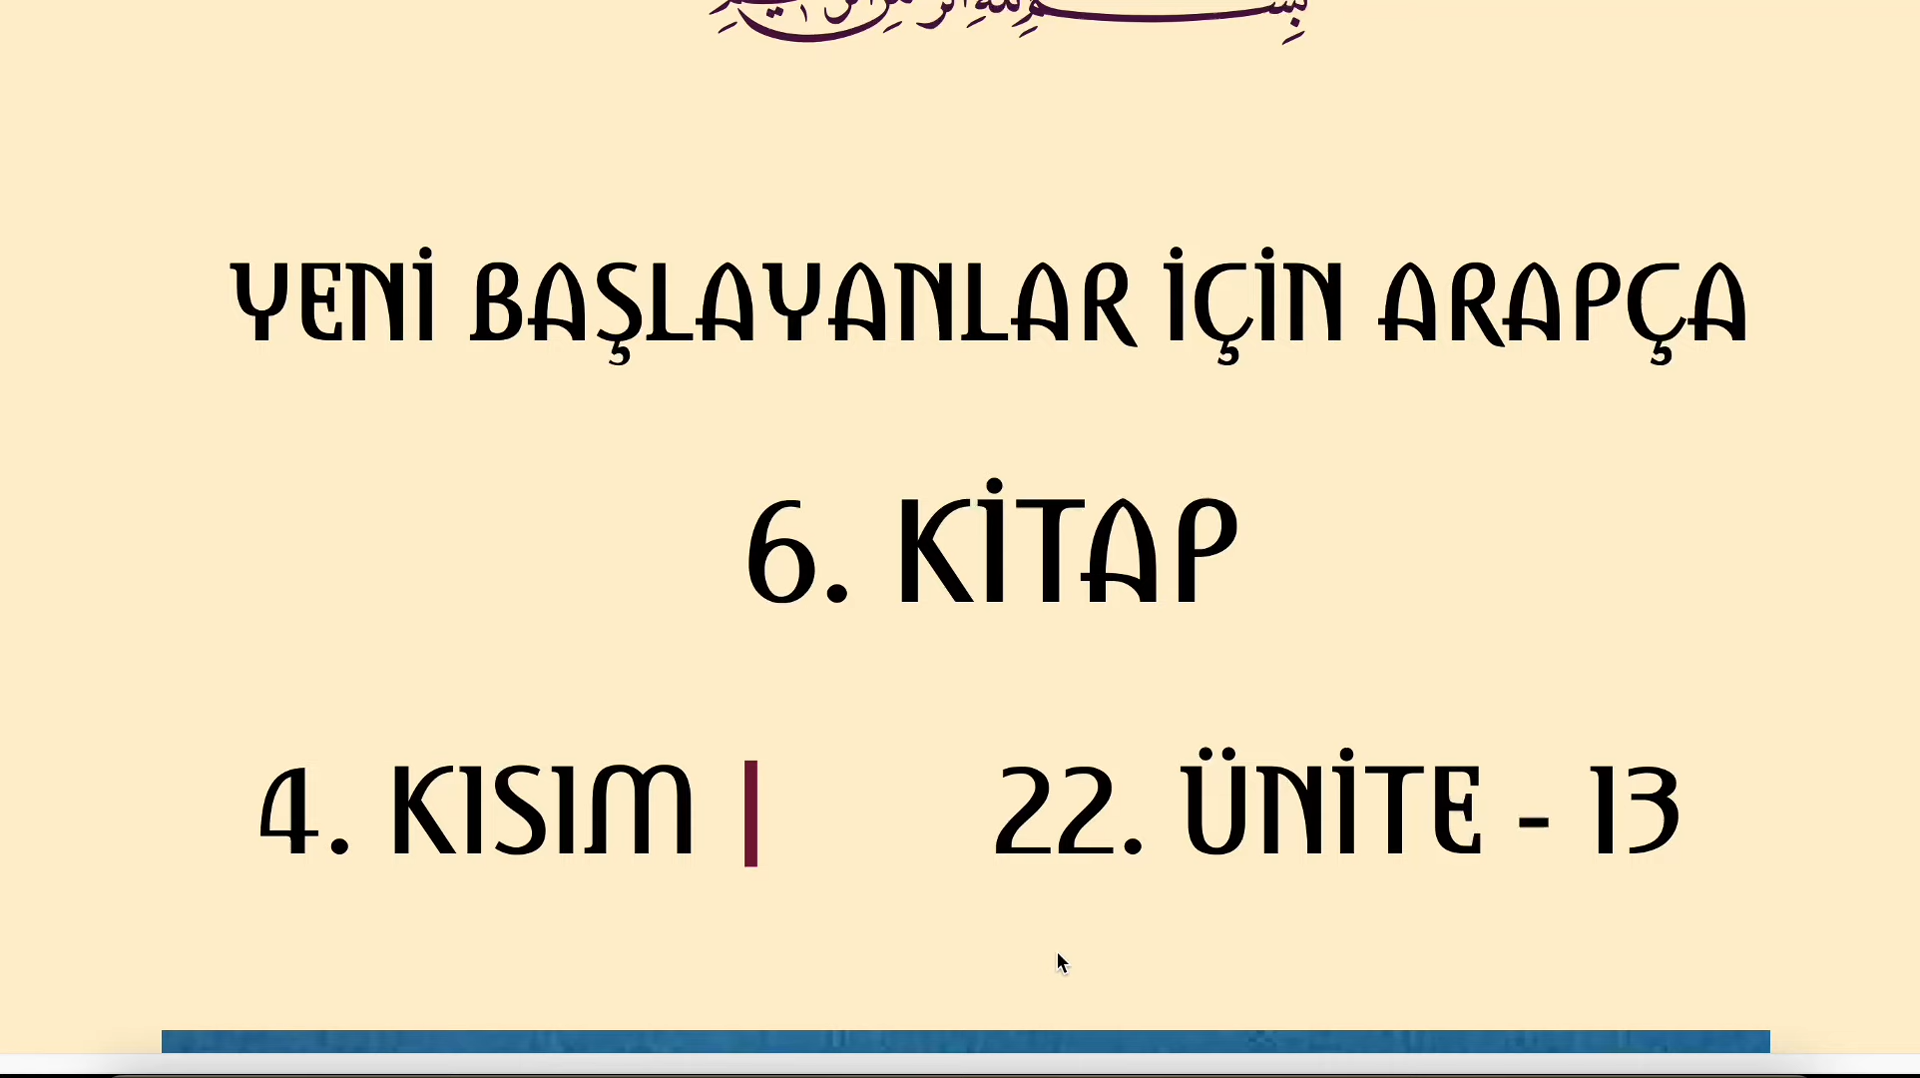 YENİ BAŞLAYANLAR İÇİN ARAPÇA
6. KİTAP
4. KISIM | 22. ÜNİTE - 13